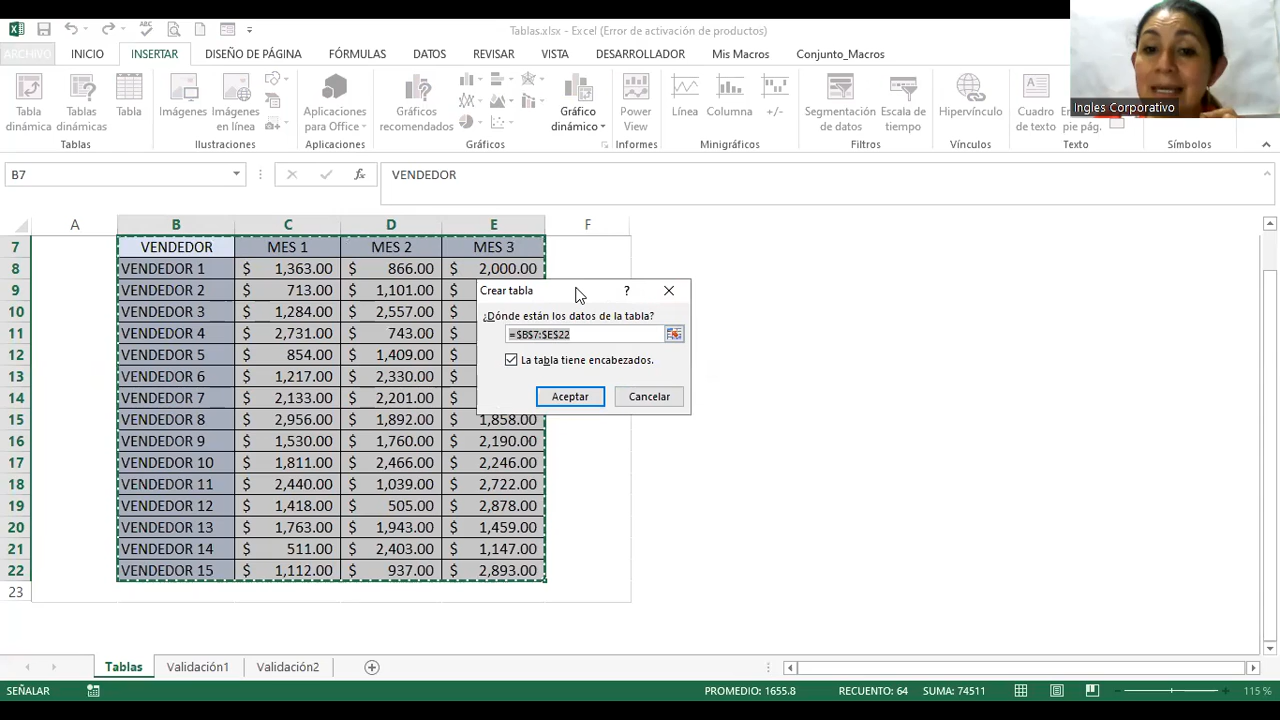 Tablas.xlsx - Excel (Error de activación de productos)
ARCHIVO INICIO INSERTAR DISEÑO DE PÁGINA FÓRMULAS DATOS REVISAR VISTA DESARROLLADOR Mis Macros Conjunto_Macros
Ingles Corporativo
Tabla dinámica
Tablas dinámicas
Tabla
Imágenes
Imágenes en línea
Aplicaciones para Office
Gráficos recomendados
Gráfico dinámico
Power View
Línea
Columna
+/-
Segmentación de datos
Escala de tiempo
Hipervínculo
Cuadro de texto
pie pág.
Tablas Ilustraciones Aplicaciones Gráficos Informes Minigráficos Filtros Vínculos Texto Símbolos
B7 fx VENDEDOR
A B C D E F
7 VENDEDOR MES 1 MES 2 MES 3
8 VENDEDOR 1 $ 1,363.00 $ 866.00 $ 2,000.00
9 VENDEDOR 2 $ 713.00 $ 1,101.00 $
10 VENDEDOR 3 $ 1,284.00 $ 2,557.00 $
11 VENDEDOR 4 $ 2,731.00 $ 743.00 $
12 VENDEDOR 5 $ 854.00 $ 1,409.00 $
13 VENDEDOR 6 $ 1,217.00 $ 2,330.00 $
14 VENDEDOR 7 $ 2,133.00 $ 2,201.00 $
15 VENDEDOR 8 $ 2,956.00 $ 1,892.00 $ 1,858.00
16 VENDEDOR 9 $ 1,530.00 $ 1,760.00 $ 2,190.00
17 VENDEDOR 10 $ 1,811.00 $ 2,466.00 $ 2,246.00
18 VENDEDOR 11 $ 2,440.00 $ 1,039.00 $ 2,722.00
19 VENDEDOR 12 $ 1,418.00 $ 505.00 $ 2,878.00
20 VENDEDOR 13 $ 1,763.00 $ 1,943.00 $ 1,459.00
21 VENDEDOR 14 $ 511.00 $ 2,403.00 $ 1,147.00
22 VENDEDOR 15 $ 1,112.00 $ 937.00 $ 2,893.00
23
Crear tabla ?
¿Dónde están los datos de la tabla?
=$B$7:$E$22
La tabla tiene encabezados.
Aceptar Cancelar
Tablas Validación1 Validación2
SEÑALAR PROMEDIO: 1655.8 RECUENTO: 64 SUMA: 74511 115 %